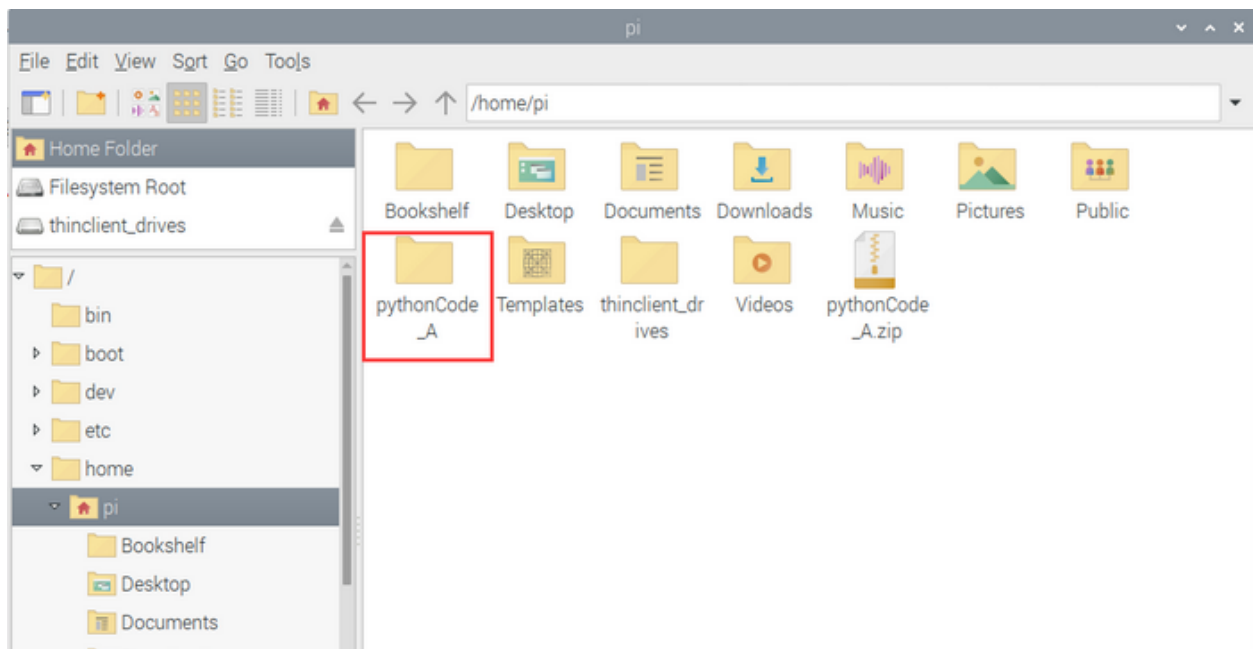 pi
File Edit View Sort Go Tools
/home/pi
Home Folder
Filesystem Root
thinclient_drives
/
bin
boot
dev
etc
home
pi
Bookshelf
Desktop
Documents
Bookshelf Desktop Documents Downloads Music Pictures Public
pythonCode Templates thinclient_dr Videos pythonCode
_A ives _A.zip